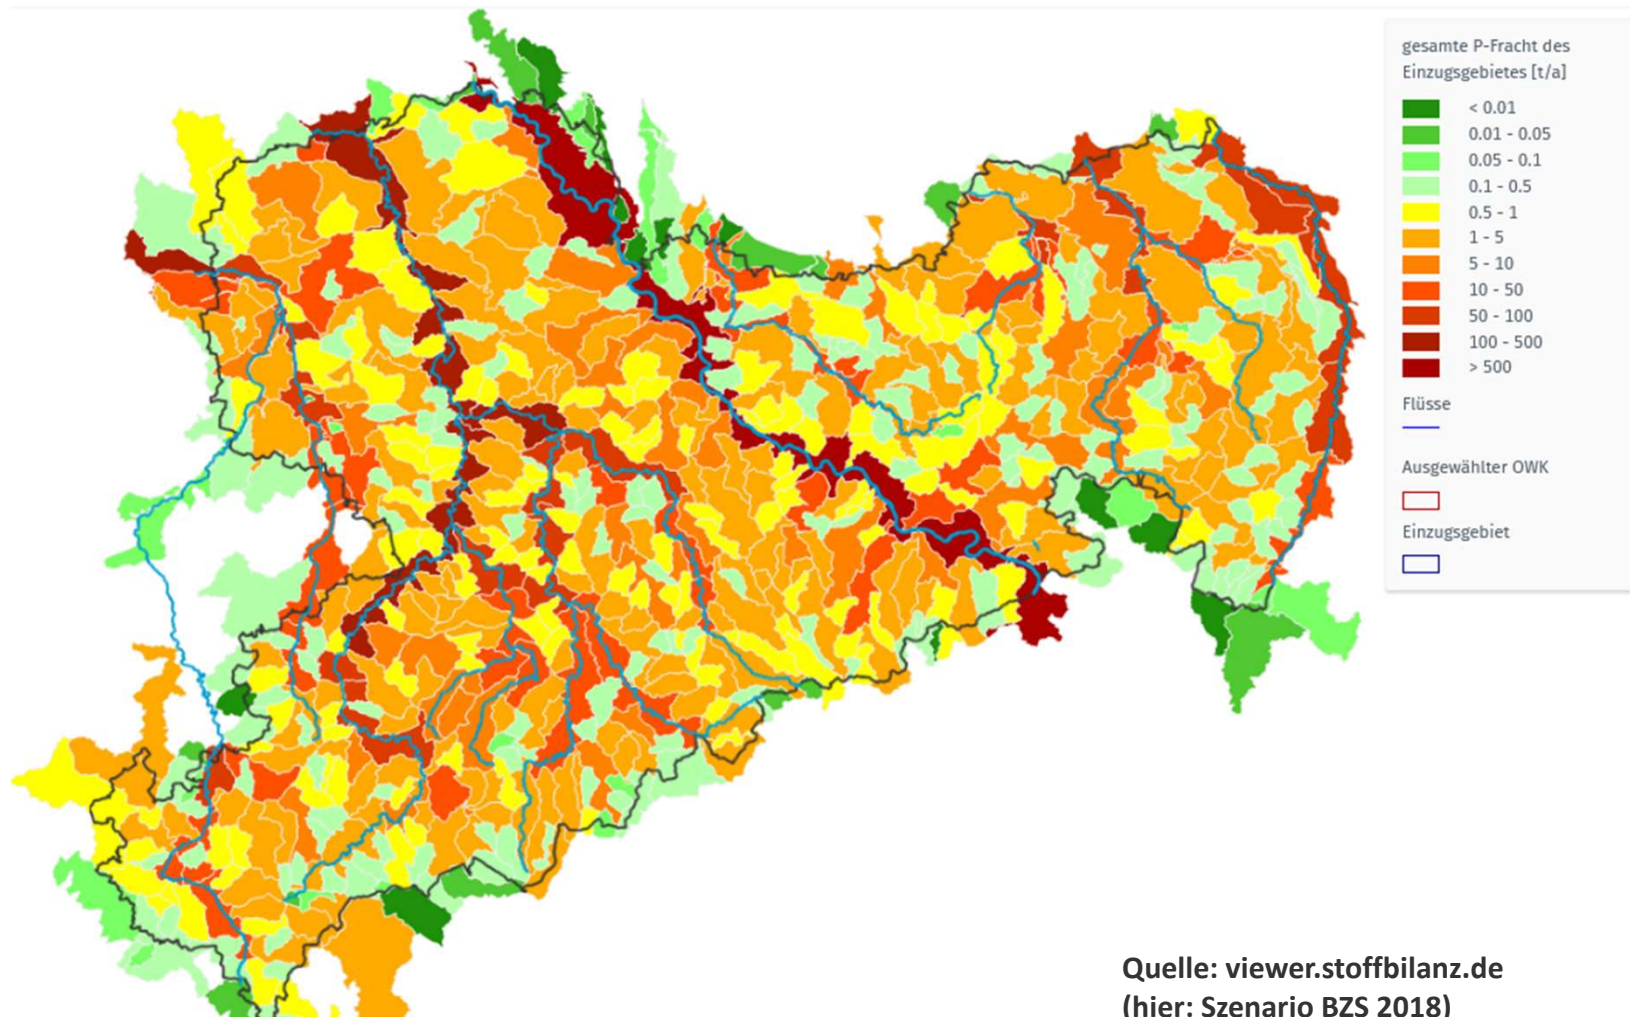 gesamte P-Fracht des
Einzugsgebietes [t/a]
< 0.01
0.01 - 0.05
0.05 - 0.1
0.1 - 0.5
0.5 - 1
1 - 5
5 - 10
10 - 50
50 - 100
100 - 500
> 500
Flüsse
Ausgewählter OWK
Einzugsgebiet
Quelle: viewer.stoffbilanz.de
(hier: Szenario BZS 2018)